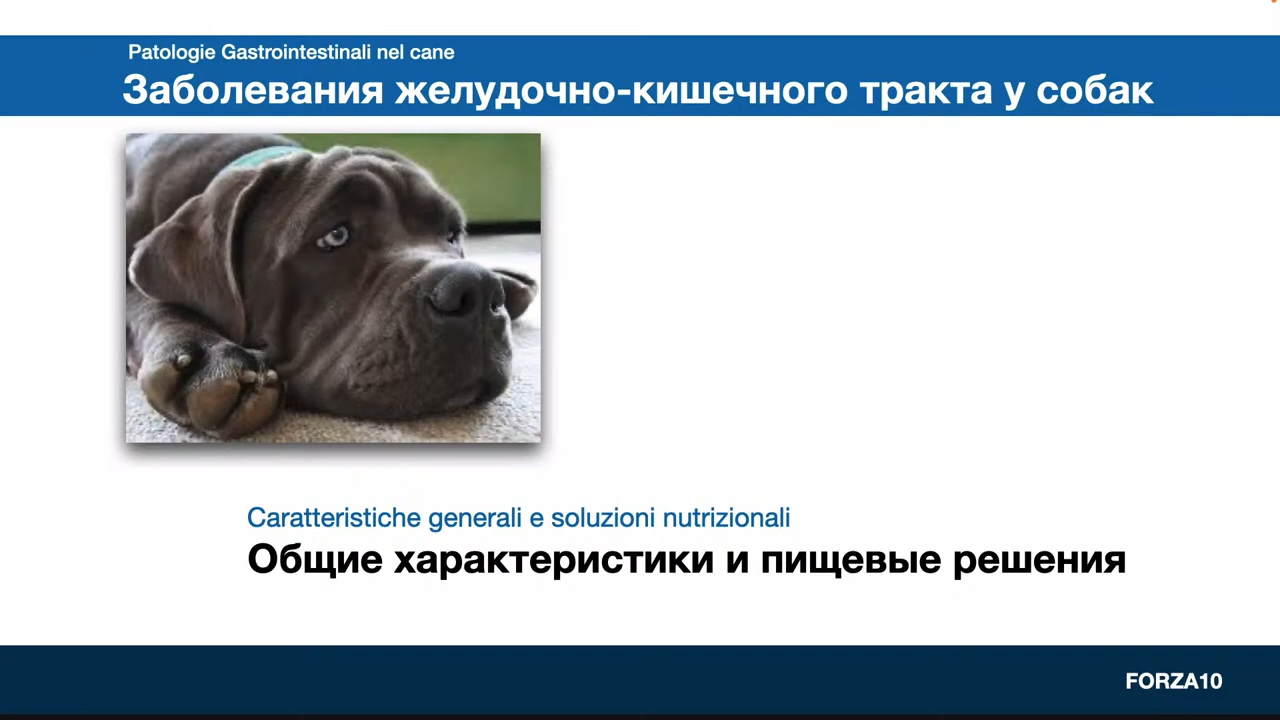 Patologie Gastrointestinali nel cane
Заболевания желудочно-кишечного тракта у собак
Caratteristiche generali e soluzioni nutrizionali
Общие характеристики и пищевые решения
FORZA10